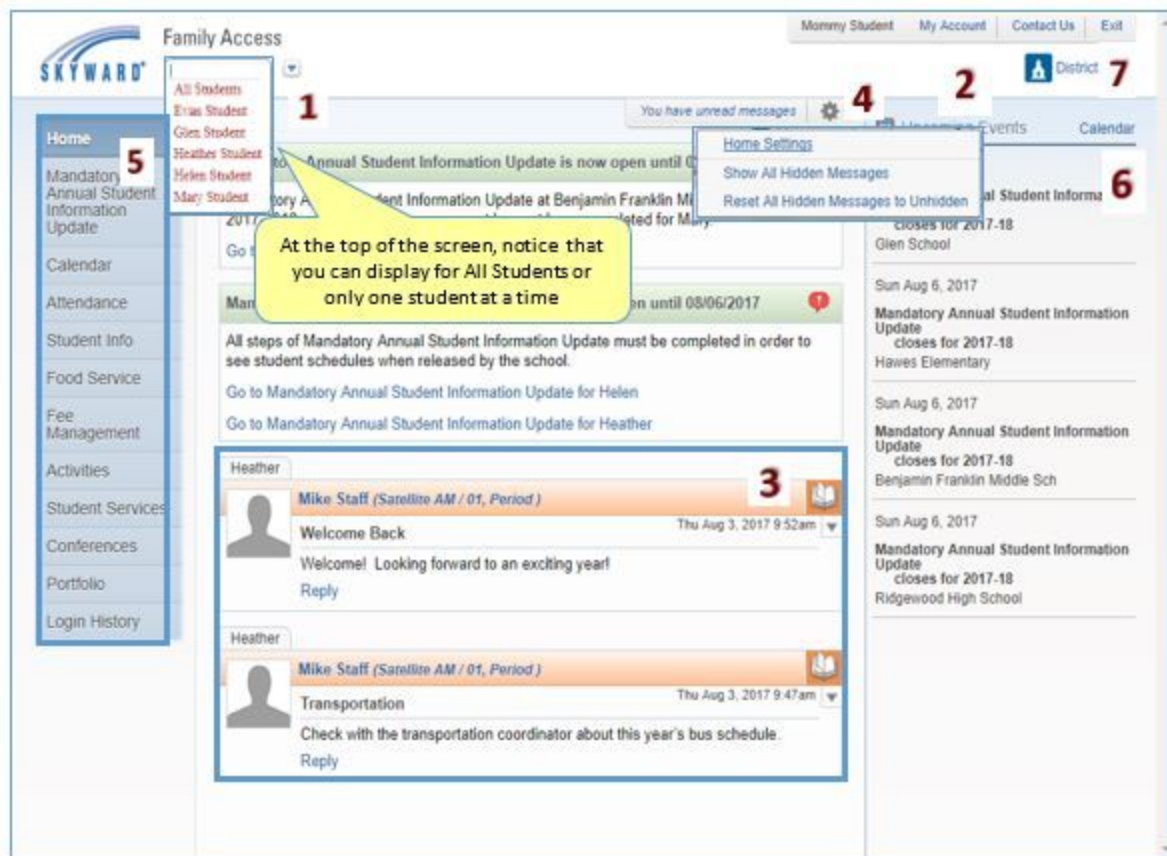 SKYWARD
Family Access
Mommy Student My Account Contact Us Exit
District
7
All Students
Evan Student
Glen Student
Heather Student
Helen Student
Mary Student
1
2
4
5
You have unread messages
Home Settings
Show All Hidden Messages
Reset All Hidden Messages to Unhidden
Upcoming Events Calendar
6
Home
Mandatory
Annual Student
Information
Update
Calendar
Attendance
Student Info
Food Service
Fee
Management
Activities
Student Services
Conferences
Portfolio
Login History
Annual Student Information Update is now open until
Information Update at Benjamin Franklin
for Mary.
Go
At the top of the screen, notice that
you can display for All Students or
only one student at a time
until 08/06/2017
All steps of Mandatory Annual Student Information Update must be completed in order to
see student schedules when released by the school.
Go to Mandatory Annual Student Information Update for Helen
Go to Mandatory Annual Student Information Update for Heather
Heather
3
Mike Staff (Satellite AM / 01, Period )
Welcome Back Thu Aug 3, 2017 9:52am
Welcome! Looking forward to an exciting year!
Reply
Heather
Mike Staff (Satellite AM / 01, Period )
Transportation Thu Aug 3, 2017 9:47am
Check with the transportation coordinator about this year's bus schedule.
Reply
closes for 2017-18
Glen School
Sun Aug 6, 2017
Mandatory Annual Student Information
Update
closes for 2017-18
Hawes Elementary
Sun Aug 6, 2017
Mandatory Annual Student Information
Update
closes for 2017-18
Benjamin Franklin Middle Sch
Sun Aug 6, 2017
Mandatory Annual Student Information
Update
closes for 2017-18
Ridgewood High School